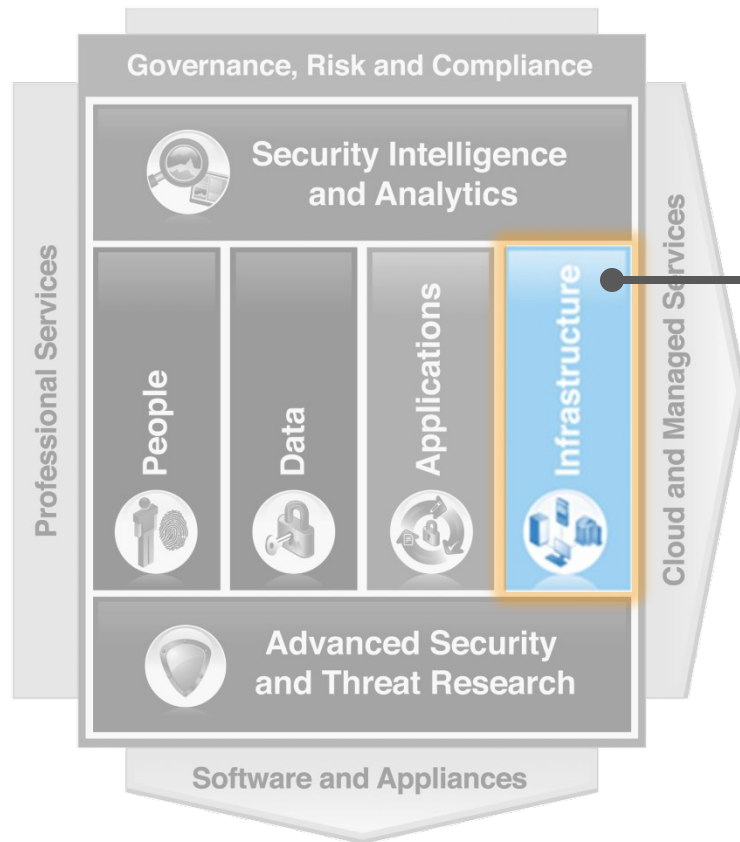 Governance, Risk and Compliance
Security Intelligence
and Analytics
Professional Services
People
Data
Applications
Infrastructure
Cloud and Managed Services
Advanced Security
and Threat Research
Software and Appliances